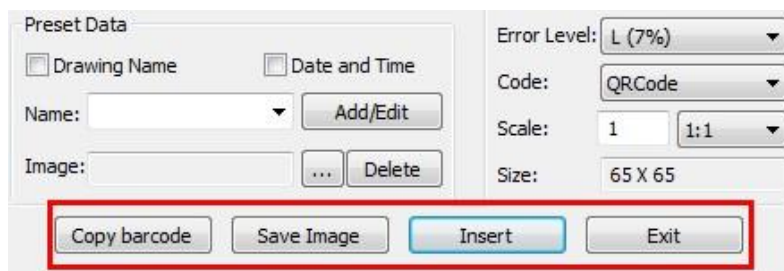 Preset Data
Drawing Name
Date and Time
Name:
Add/Edit
Image:
...
Delete
Error Level:
L (7%)
Code:
QRCode
Scale:
1
1:1
Size:
65 X 65
Copy barcode
Save Image
Insert
Exit